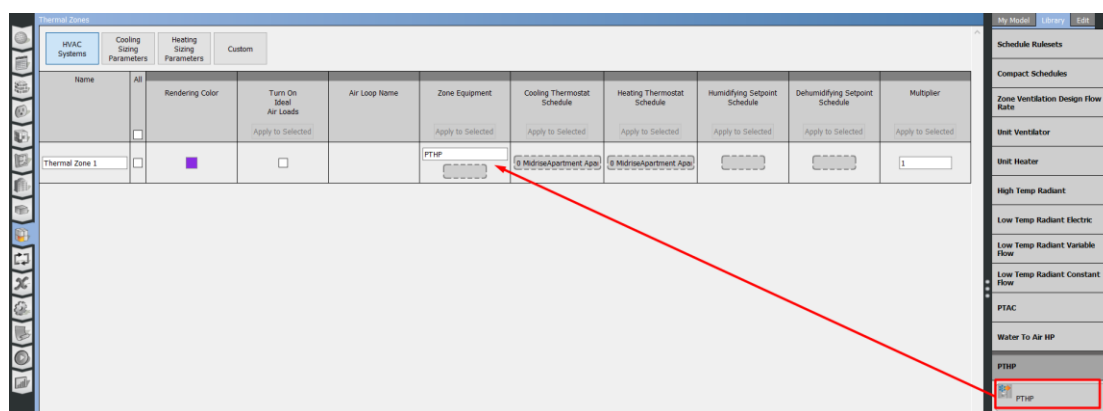 Thermal Zones
My Model Library Edit
HVAC
Systems
Cooling
Sizing
Parameters
Heating
Sizing
Parameters
Custom
Name
All
Rendering Color
Turn On
Ideal
Air Loads
Apply to Selected
Air Loop Name
Zone Equipment
Apply to Selected
Cooling Thermostat
Schedule
Apply to Selected
Heating Thermostat
Schedule
Apply to Selected
Humidifying Setpoint
Schedule
Apply to Selected
Dehumidifying Setpoint
Schedule
Apply to Selected
Multiplier
Apply to Selected
Thermal Zone 1
PTHP
MidriseApartment Apar
MidriseApartment Apar
1
Schedule Rulesets
Compact Schedules
Zone Ventilation Design Flow
Rate
Unit Ventilator
Unit Heater
High Temp Radiant
Low Temp Radiant Electric
Low Temp Radiant Variable
Flow
Low Temp Radiant Constant
Flow
PTAC
Water To Air HP
PTHP
PTHP